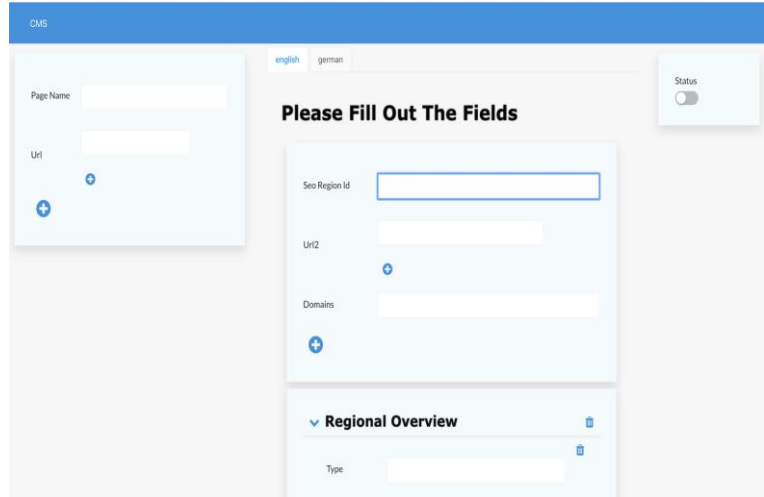 CMS
Page Name
Url
english german
Please Fill Out The Fields
Seo Region Id
Url2
Domains
Regional Overview
Type
Status